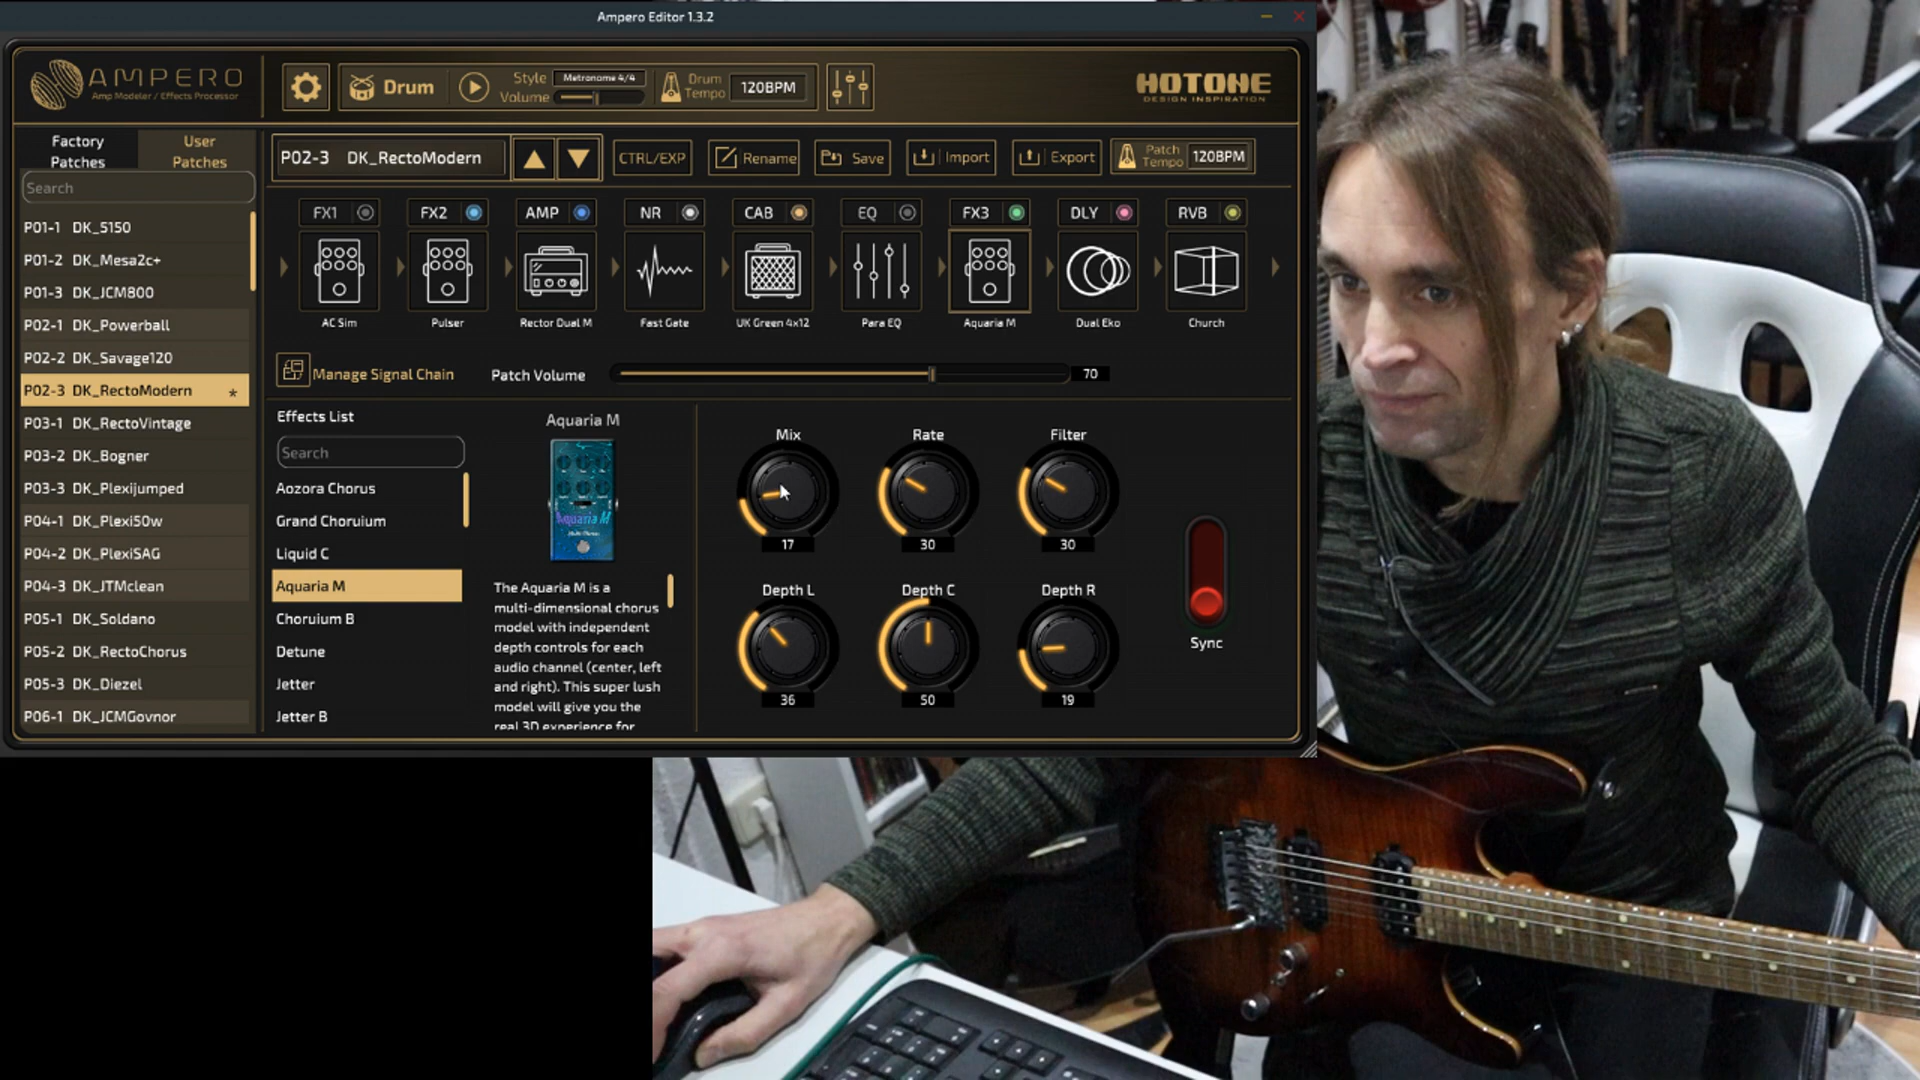 Ampero Editor 1.3.2
AMPERO
Amp Modeler / Effects Processor
Drum
Style
Metronome 4/4
Volume
Drum
Tempo
120BPM
HOTONE
DESIGN INSPIRATION
Factory
Patches
User
Patches
Search
P01-1 DK_S150
P01-2 DK_Mesa2c+
P01-3 DK_JCM800
P02-1 DK_Powerball
P02-2 DK_Savage120
P02-3 DK_RectoModern *
P03-1 DK_RectoVintage
P03-2 DK_Bogner
P03-3 DK_Plexijumped
P04-1 DK_Plexi50w
P04-2 DK_PlexiSAG
P04-3 DK_JTMclean
P05-1 DK_Soldano
P05-2 DK_RectoChorus
P05-3 DK_Diezel
P06-1 DK_JCMGovnor
P02-3 DK_RectoModern
CTRL/EXP
Rename
Save
Import
Export
Patch
Tempo
120BPM
FX1
FX2
AMP
NR
CAB
EQ
FX3
DLY
RVB
AC Sim
Pulser
Rector Dual M
Fast Gate
UK Green 4x12
Para EQ
Aquaria M
Dual Eko
Church
Manage Signal Chain
Patch Volume
70
Effects List
Search
Aozora Chorus
Grand Choruium
Liquid C
Aquaria M
Choruium B
Detune
Jetter
Jetter B
Aquaria M
Aquaria M
The Aquaria M is a
multi-dimensional chorus
model with independent
depth controls for each
audio channel (center, left
and right). This super lush
model will give you the
real 3D experience for
Mix
17
Rate
30
Filter
30
Depth L
36
Depth C
50
Depth R
19
Sync